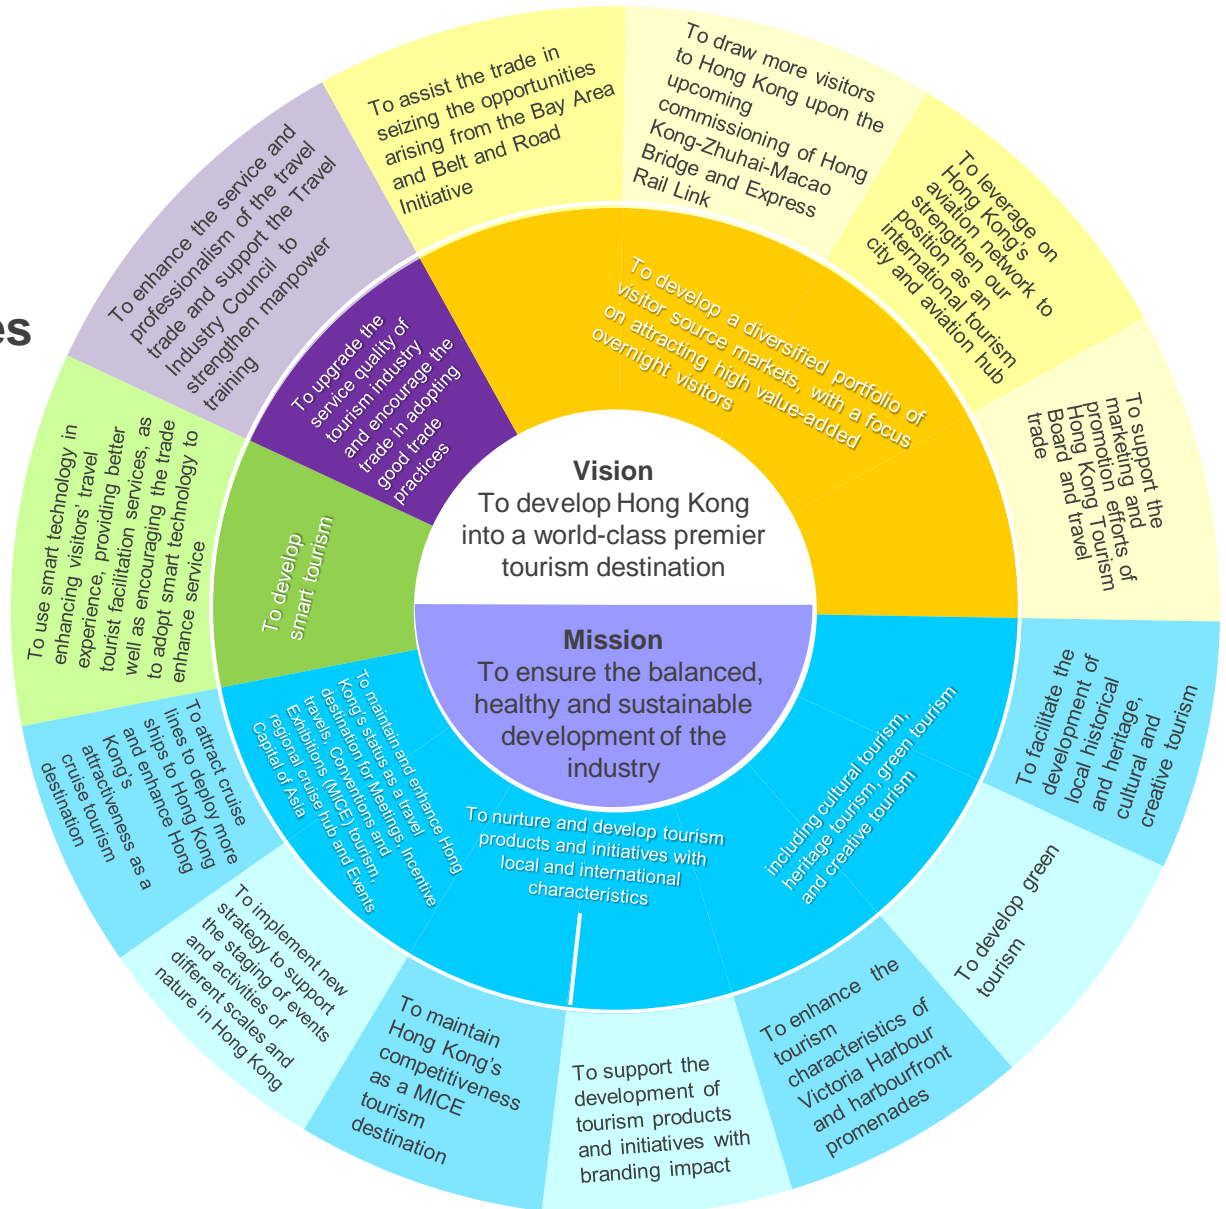 es
To assist the trade in
seizing the opportunities
arising from the Bay Area
and Belt and Road
Initiative
To draw more visitors
to Hong Kong upon the
upcoming
commissioning of Hong
Kong-Zhuhai-Macao
Bridge and Express
Rail Link
To leverage on
Hong Kong's
aviation network to
strengthen our
position as an
international tourism
city and aviation hub
To support the
marketing and
promotion efforts of
Hong Kong Tourism
Board and travel
trade
To facilitate the
development of
local historical
and heritage,
cultural and
creative tourism
To develop green
tourism
To enhance the
tourism
characteristics of
Victoria Harbour
and harbourfront
promenades
To support the
development of
tourism products
and initiatives with
branding impact
To maintain
Hong Kong's
competitiveness
as a MICE
tourism
destination
To implement new
strategy to support
the staging of events
and activities of
different scales and
nature in Hong Kong
To attract cruise
lines to deploy more
ships to Hong Kong
and enhance Hong
Kong's
attractiveness as a
cruise tourism
destination
To use smart technology in
enhancing visitors' travel
experience, providing better
tourist facilitation services, as
well as encouraging the trade
to adopt smart technology to
enhance service
To enhance the service and
professionalism of the travel
trade and support the Travel
Industry Council to
strengthen manpower
training
To develop a diversified portfolio of
visitor source markets, with a focus
on attracting high value-added
overnight visitors
To upgrade the
service quality of
tourism industry
and encourage the
trade in adopting
good trade
practices
To develop
smart tourism
To maintain and enhance Hong
Kong's status as a travel
destination for Meetings, Incentive
travels, Conventions and
Exhibitions (MICE) tourism,
regional cruise hub and Events
Capital of Asia
To nurture and develop tourism
products and initiatives with
local and international
characteristics
including cultural tourism,
heritage tourism, green tourism
and creative tourism
Vision
To develop Hong Kong
into a world-class premier
tourism destination
Mission
To ensure the balanced,
healthy and sustainable
development of the
industry